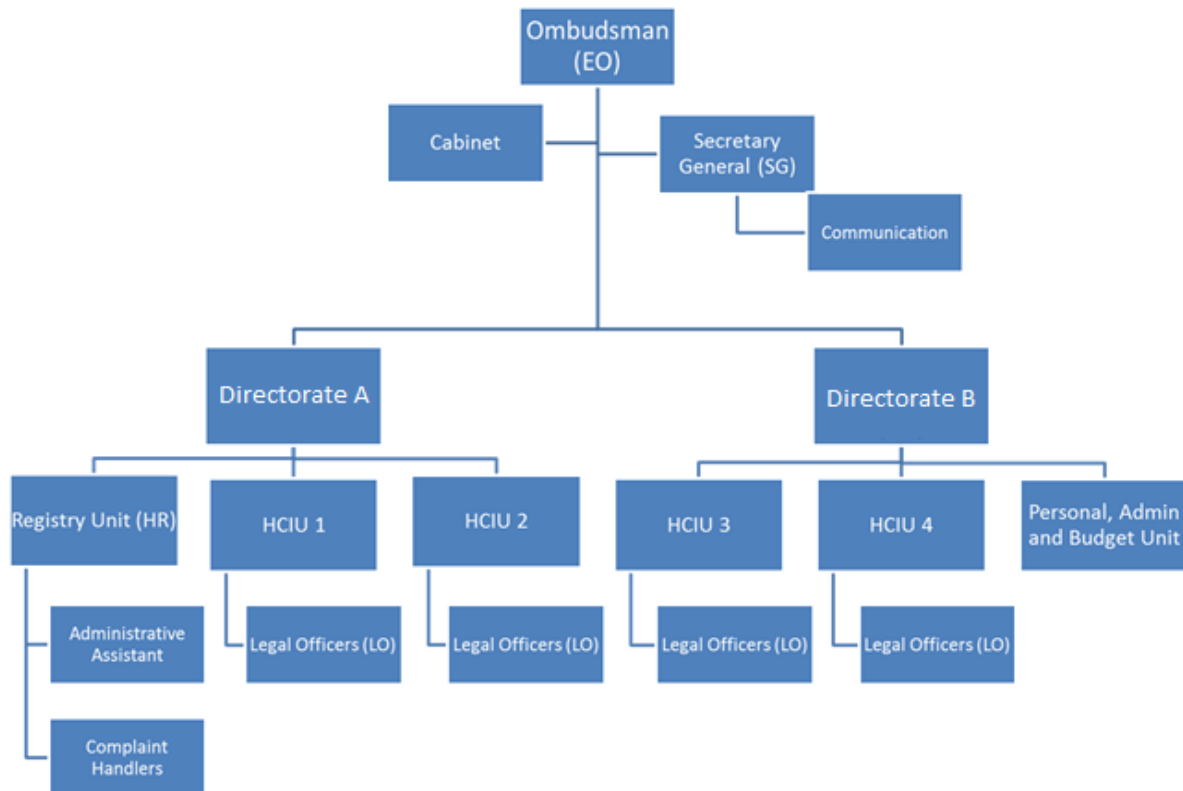 Ombudsman
(EO)
Cabinet
Secretary
General (SG)
Communication
Directorate A
Directorate B
Registry Unit (HR)
HCIU 1
HCIU 2
HCIU 3
HCIU 4
Personal, Admin
and Budget Unit
Administrative
Assistant
Legal Officers (LO)
Legal Officers (LO)
Legal Officers (LO)
Legal Officers (LO)
Complaint
Handlers